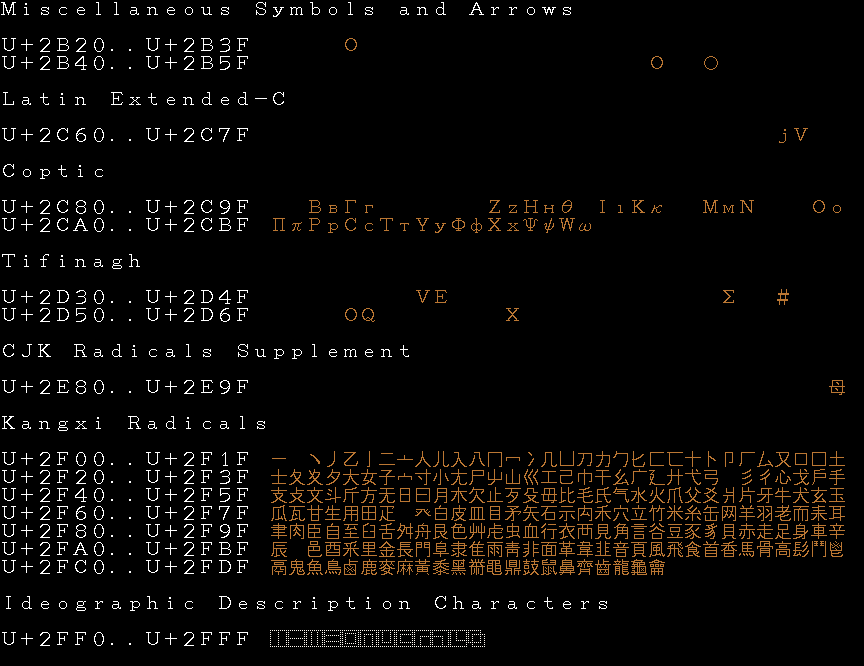 Miscellaneous Symbols and Arrows
U+2B20..U+2B3F O
U+2B40..U+2B5F O ○
Latin Extended-C
U+2C60..U+2C7F jV
Coptic
U+2C80..U+2C9F ВвГг ZzНнθ IıKκ МмN Oo
U+2CA0..U+2CBF ΠπPpCcТтYyΦфXxΨψWω
Tifinagh
U+2D30..U+2D4F VE Σ #
U+2D50..U+2D6F OQ X
CJK Radicals Supplement
U+2E80..U+2E9F 母
Kangxi Radicals
U+2F00..U+2F1F 一 丶丿乙亅二亠人儿入八冂冖冫几凵刀力勹匕匚匸十卜卩厂厶又口囗土
U+2F20..U+2F3F 士夂夊夕大女子宀寸小尢尸屮山巛工己巾干幺广廴廾弋弓 彡彳心戈戶手
U+2F40..U+2F5F 支攴文斗斤方无日曰月木欠止歹殳毋比毛氏气水火爪父爻爿片牙牛犬玄玉
U+2F60..U+2F7F 瓜瓦甘生用田疋 癶白皮皿目矛矢石示禸禾穴立竹米糸缶网羊羽老而耒耳
U+2F80..U+2F9F 聿肉臣自至臼舌舛舟艮色艸虍虫血行衣襾見角言谷豆豕豸貝赤走足身車辛
U+2FA0..U+2FBF 辰 邑酉釆里金長門阜隶隹雨靑非面革韋韭音頁風飛食首香馬骨高髟鬥鬯
U+2FC0..U+2FDF 鬲鬼魚鳥鹵鹿麥麻黃黍黑黹黽鼎鼓鼠鼻齊齒龍龜龠
Ideographic Description Characters
U+2FF0..U+2FFF ⿰⿱⿲⿳⿴⿵⿶⿷⿸⿹⿺⿻